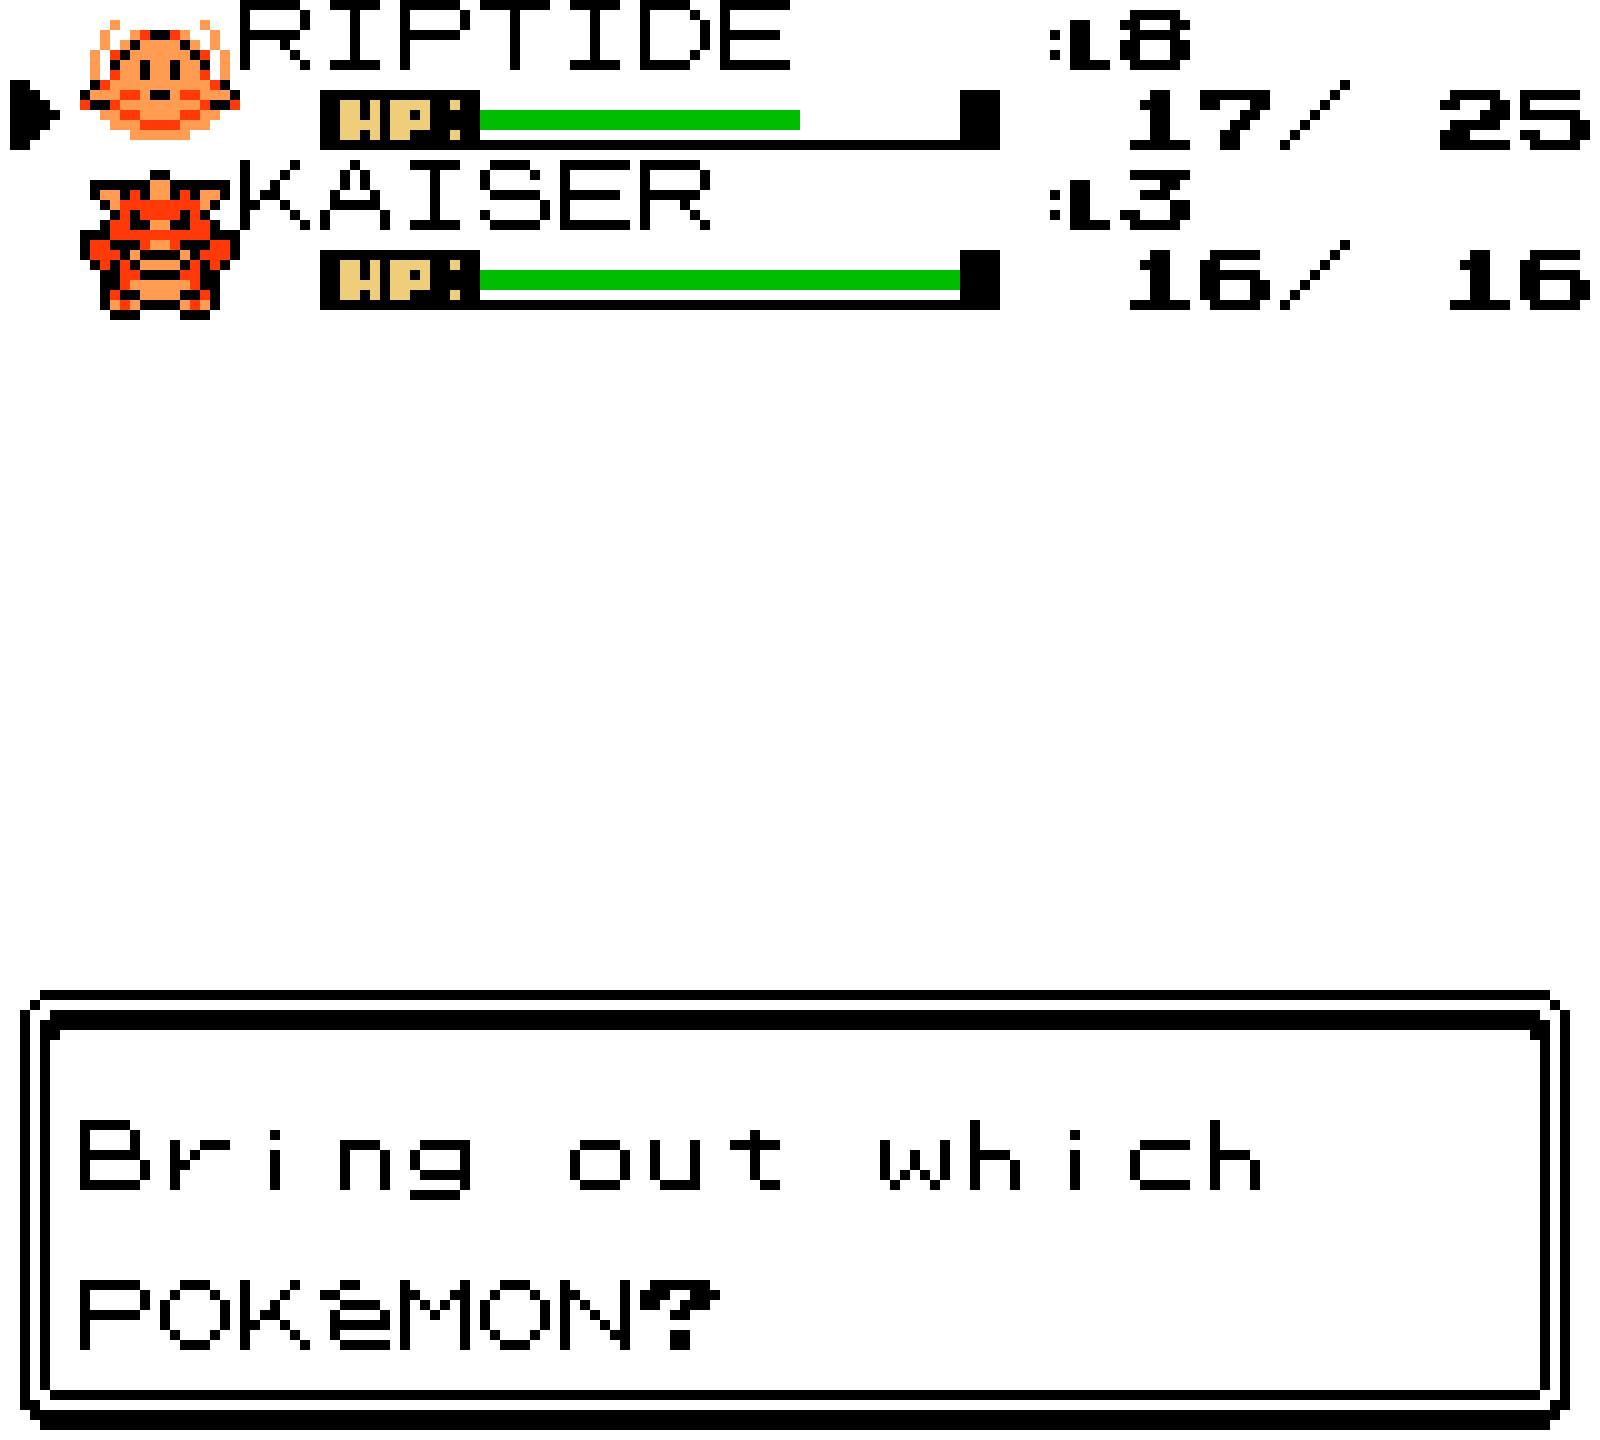 RIPTIDE :L8
HP: 17/ 25
KAISER :L3
HP: 16/ 16
Bring out which
POKéMON?